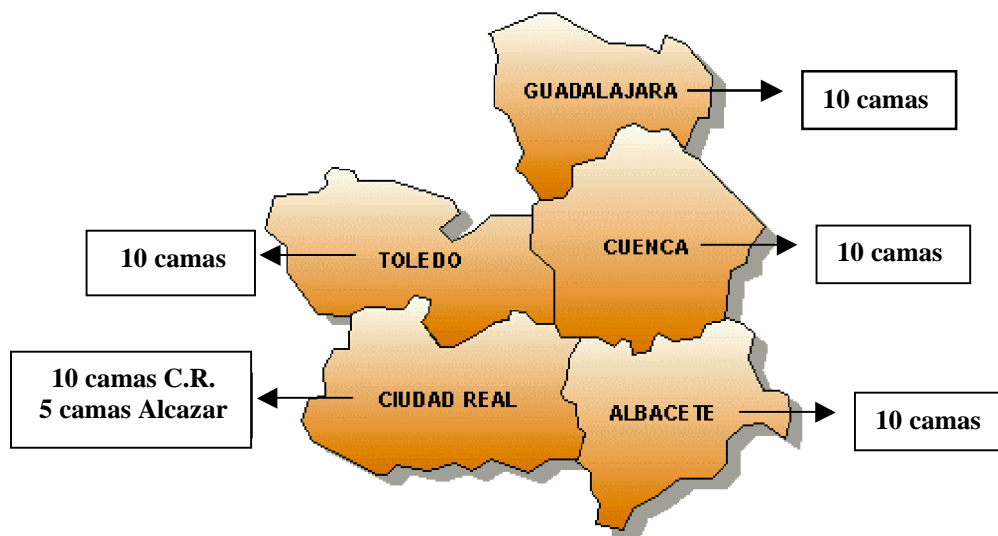 GUADALAJARA
10 camas
10 camas
TOLEDO
CUENCA
10 camas
10 camas C.R.
5 camas Alcazar
CIUDAD REAL
ALBACETE
10 camas